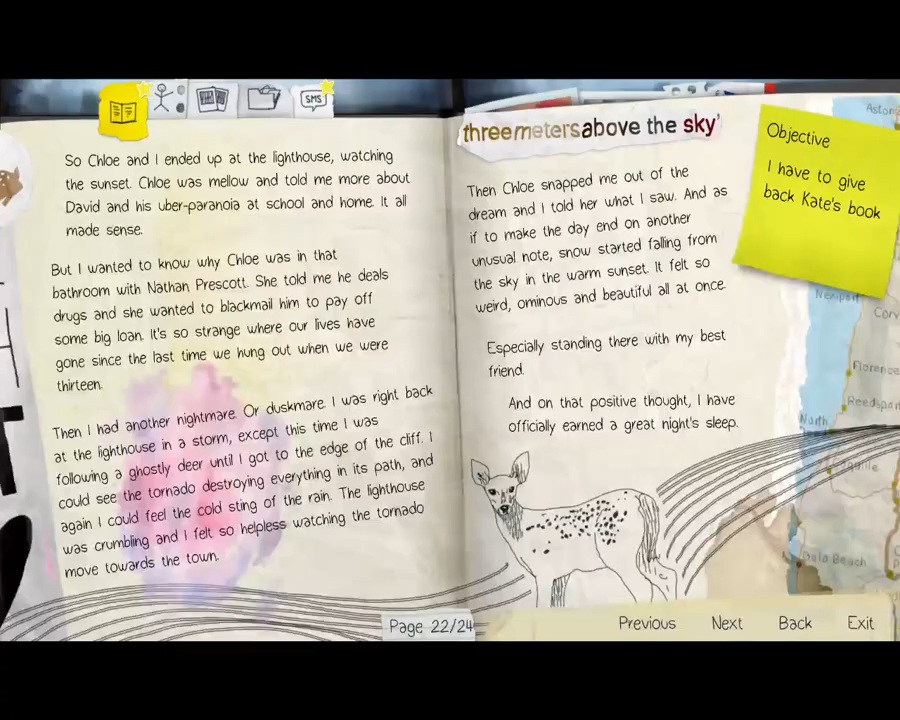 SMS
So Chloe and I ended up at the lighthouse, watching
the sunset. Chloe was mellow and told me more about
David and his uber-paranoia at school and home. It all
made sense.
But I wanted to know why Chloe was in that
bathroom with Nathan Prescott. She told me he deals
drugs and she wanted to blackmail him to pay off
some big loan. It's so strange where our lives have
gone since the last time we hung out when we were
thirteen.
Then I had another nightmare. Or duskmare. I was right back
at the lighthouse in a storm, except this time I was
following a ghostly deer until I got to the edge of the cliff. I
could see the tornado destroying everything in its path, and
again I could feel the cold sting of the rain. The lighthouse
was crumbling and I felt so helpless watching the tornado
move towards the town.
threemetersabove the sky'
Then Chloe snapped me out of the
dream and I told her what I saw. And as
if to make the day end on another
unusual note, snow started falling from
the sky in the warm sunset. It felt so
weird, ominous and beautiful all at once.
Especially standing there with my best
friend.
And on that positive thought, I have
officially earned a great night's sleep.
Objective
I have to give
back Kate's book
Newport
Florence
Reedsport
North
Beach
Page 22/24
Previous Next Back Exit